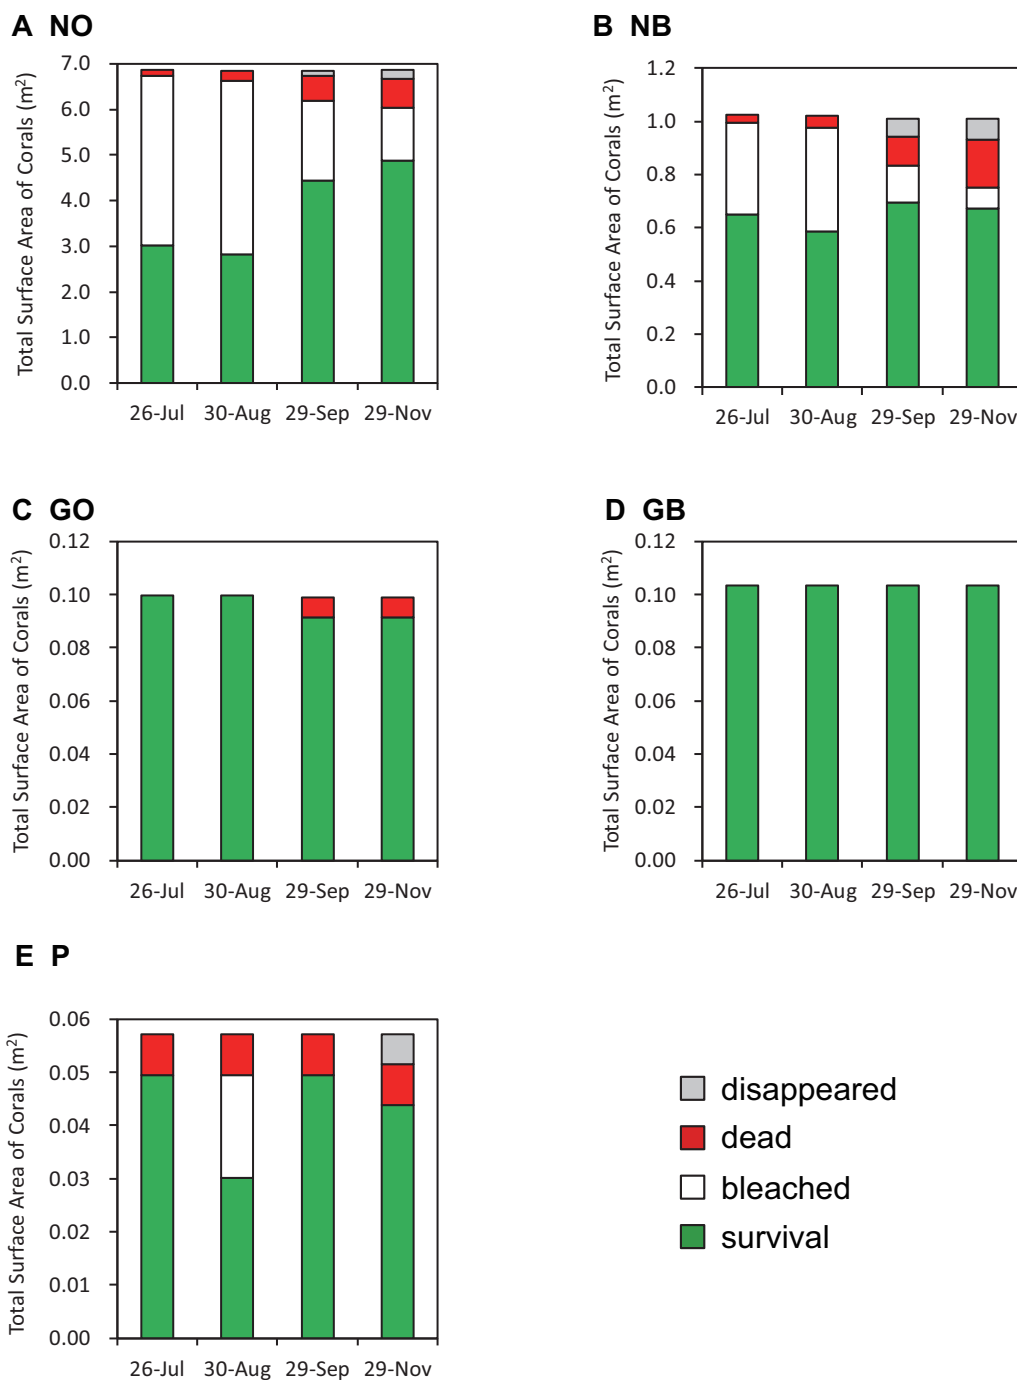 A NO
Total Surface Area of Corals (m²)
7.0
6.0
5.0
4.0
3.0
2.0
1.0
0.0
26-Jul 30-Aug 29-Sep 29-Nov
B NB
Total Surface Area of Corals (m²)
1.2
1.0
0.8
0.6
0.4
0.2
0.0
26-Jul 30-Aug 29-Sep 29-Nov
C GO
Total Surface Area of Corals (m²)
0.12
0.10
0.08
0.06
0.04
0.02
0.00
26-Jul 30-Aug 29-Sep 29-Nov
D GB
Total Surface Area of Corals (m²)
0.12
0.10
0.08
0.06
0.04
0.02
0.00
26-Jul 30-Aug 29-Sep 29-Nov
E P
Total Surface Area of Corals (m²)
0.06
0.05
0.04
0.03
0.02
0.01
0.00
26-Jul 30-Aug 29-Sep 29-Nov
disappeared
dead
bleached
survival